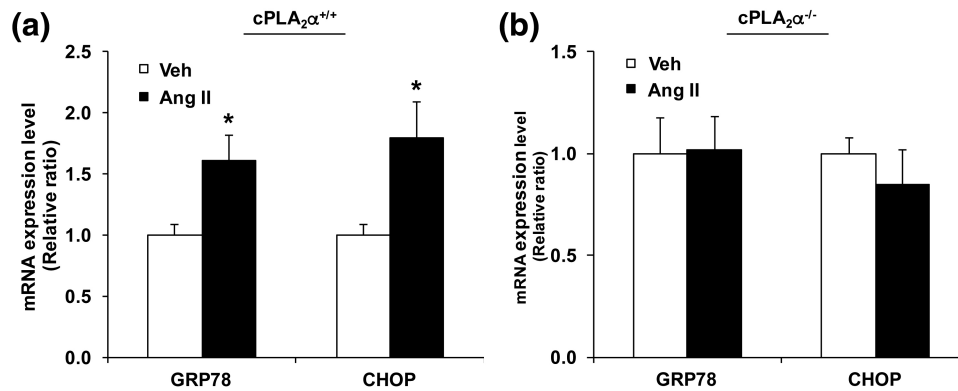 (a)
cPLA₂α⁺/⁺
2.5
2.0
1.5
1.0
0.5
0.0
mRNA expression level
(Relative ratio)
Veh
Ang II
*
*
GRP78
CHOP
(b)
cPLA₂α⁻/⁻
1.5
1.0
0.5
0.0
mRNA expression level
(Relative ratio)
Veh
Ang II
GRP78
CHOP